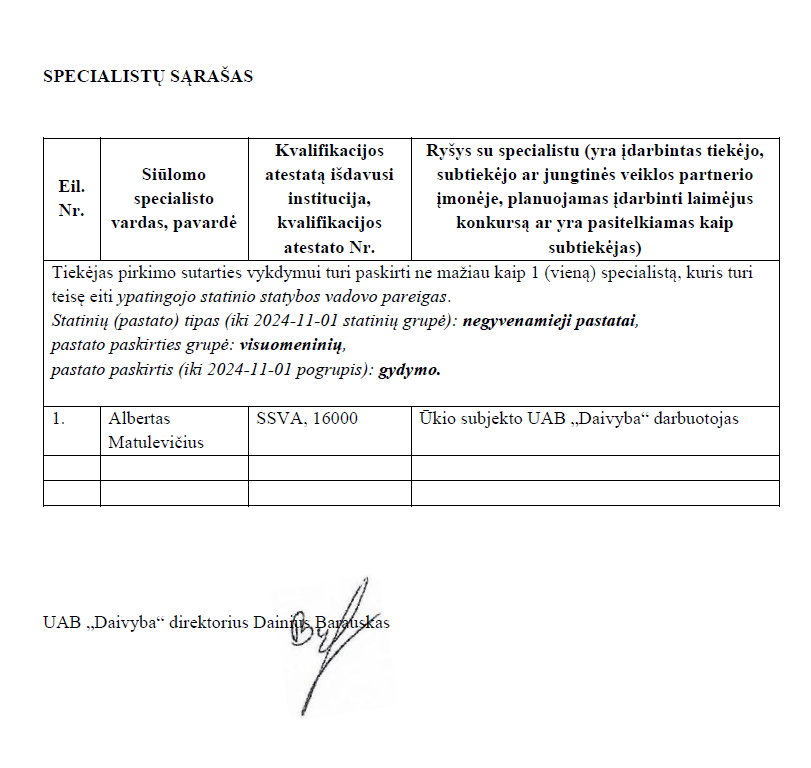 SPECIALISTŲ SĄRAŠAS
Eil.
Nr.
Siūlomo
specialisto
vardas, pavardė
Kvalifikacijos
atestatą išdavusi
institucija,
kvalifikacijos
atestato Nr.
Ryšys su specialistu (yra įdarbintas tiekėjo,
subtiekėjo ar jungtinės veiklos partnerio
įmonėje, planuojamas įdarbinti laimėjus
konkursą ar yra pasitelkiamas kaip
subtiekėjas)
Tiekėjas pirkimo sutarties vykdymui turi paskirti ne mažiau kaip 1 (vieną) specialistą, kuris turi
teisę eiti ypatingojo statinio statybos vadovo pareigas.
Statinių (pastato) tipas (iki 2024-11-01 statinių grupė): negyvenamieji pastatai,
pastato paskirties grupė: visuomeninių,
pastato paskirtis (iki 2024-11-01 pogrupis): gydymo.
1.
Albertas
Matulevičius
SSVA, 16000
Ūkio subjekto UAB „Daivyba“ darbuotojas
UAB „Daivyba“ direktorius Dainius Barauskas